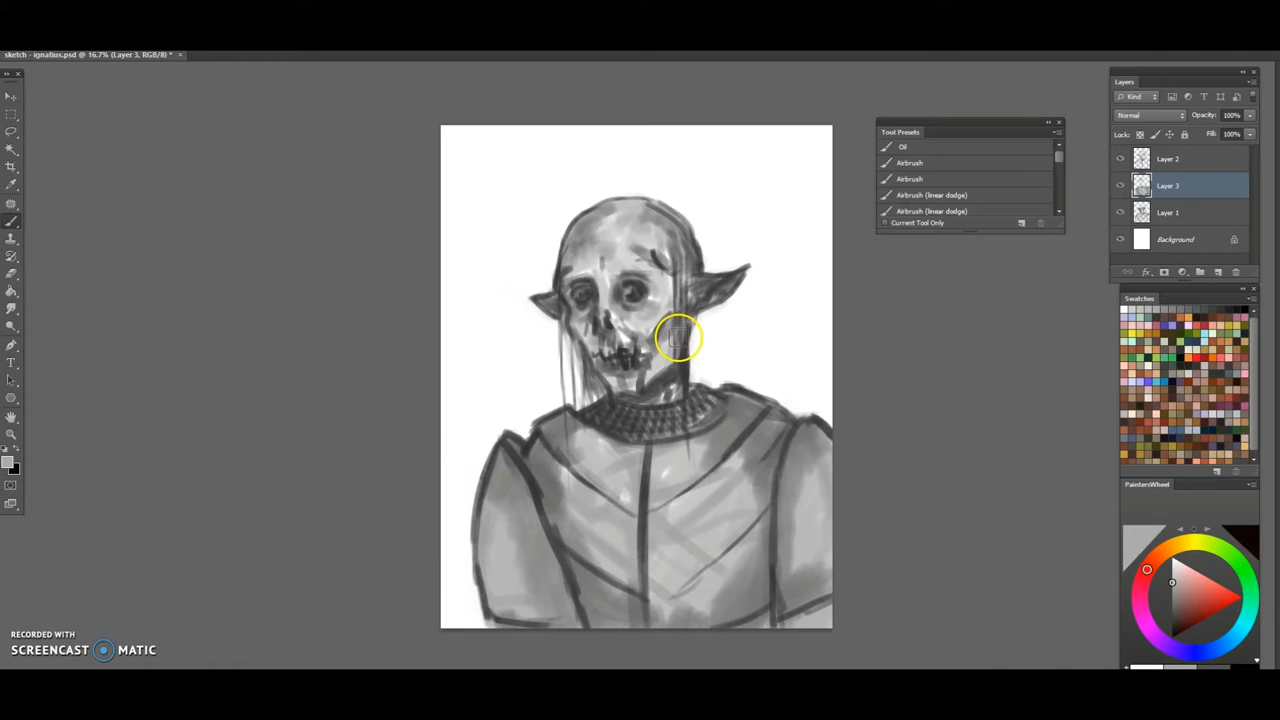 sketch - ignatius.psd @ 16.7% (Layer 3, RGB/8) * ×
Layers
Kind
Normal Opacity: 100%
Lock: Fill: 100%
Layer 2
Layer 3
Layer 1
Background
Tool Presets
Oil
Airbrush
Airbrush
Airbrush (linear dodge)
Airbrush (linear dodge)
Current Tool Only
Swatches
PaintersWheel
RECORDED WITH
SCREENCAST MATIC